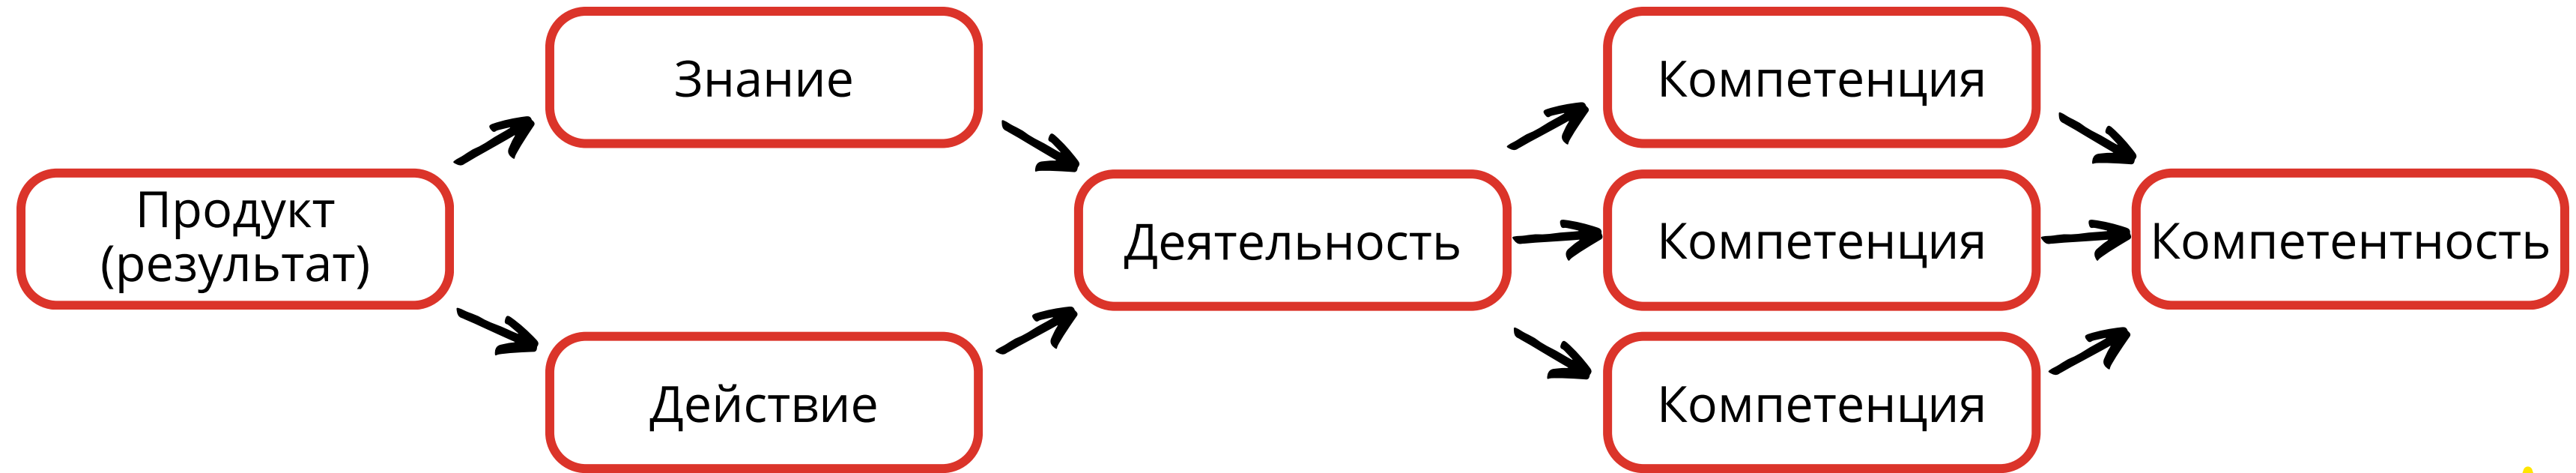 Продукт
(результат)
Знание
Действие
Деятельность
Компетенция
Компетенция
Компетенция
Компетентность